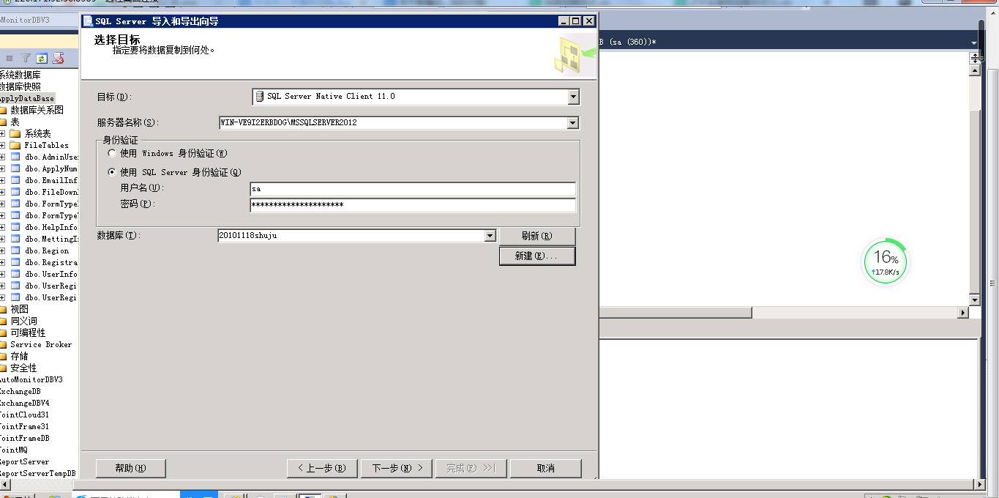 MonitorDBV3
SQL Server 导入和导出向导
选择目标
指定要将数据复制到何处。
B (sa (360))*
系统数据库
数据库快照
ApplyDataBase
数据库关系图
表
系统表
FileTables
dbo.AdminUse
dbo.ApplyNum
dbo.EmailInf
dbo.FileDown
dbo.FormType
dbo.FormType
dbo.HelpInfo
dbo.MettingI
dbo.Region
dbo.Registra
dbo.UserInfo
dbo.UserRegi
dbo.UserRegi
视图
同义词
可编程性
Service Broker
存储
安全性
AutoMonitorDBV3
ExchangeDB
ExchangeDBV4
TointCloud31
TointFrame31
TointFrameDB
TointMQ
ReportServer
ReportServerTempDB
目标(D):
SQL Server Native Client 11.0
服务器名称(S):
WIN-VE9I2ERBDOG\MSSQLSERVER2012
身份验证
使用 Windows 身份验证(W)
使用 SQL Server 身份验证(Q)
用户名(U):
sa
密码(P):
*********************
数据库(T):
20101118shuju
刷新(R)
新建(E)...
16%
↑17.8K/s
帮助(H)
< 上一步(B)
下一步(N) >
完成(F) >>|
取消